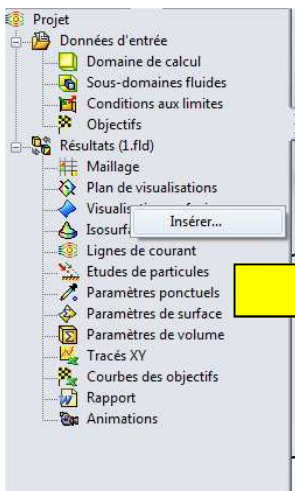 Projet
Données d'entrée
Domaine de calcul
Sous-domaines fluides
Conditions aux limites
Objectifs
Résultats (1.fld)
Maillage
Plan de visualisations
Insérer...
Lignes de courant
Etudes de particules
Paramètres ponctuels
Paramètres de surface
Paramètres de volume
Tracés XY
Courbes des objectifs
Rapport
Animations